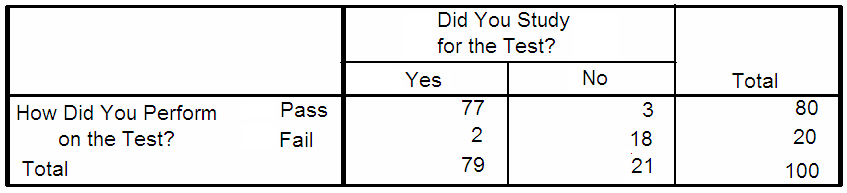 Did You Study
for the Test?
Yes No Total
How Did You Perform Pass 77 3 80
on the Test? Fail 2 18 20
Total 79 21 100